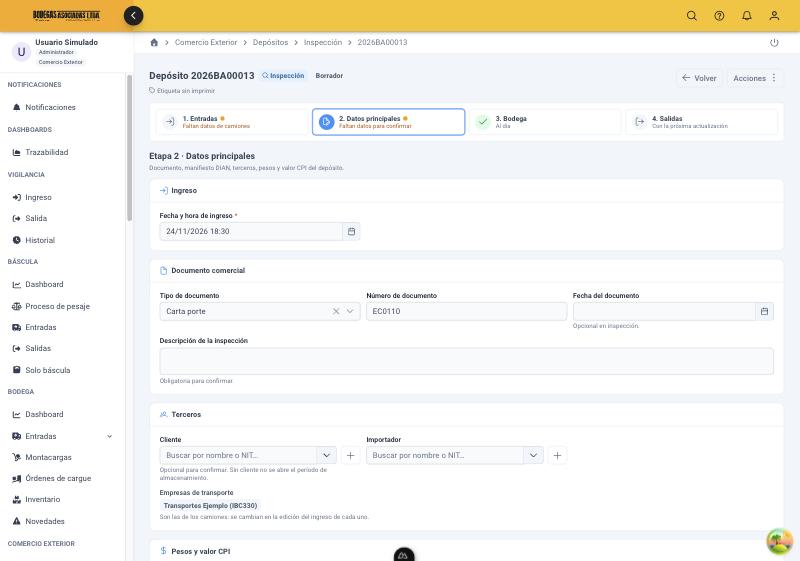 BODEGAS ASOCIADAS LTDA
U
Usuario Simulado
Administrador
Comercio Exterior
NOTIFICACIONES
Notificaciones
DASHBOARDS
Trazabilidad
VIGILANCIA
Ingreso
Salida
Historial
BÁSCULA
Dashboard
Proceso de pesaje
Entradas
Salidas
Solo báscula
BODEGA
Dashboard
Entradas
Montacargas
Órdenes de cargue
Inventario
Novedades
COMERCIO EXTERIOR
Comercio Exterior > Depósitos > Inspección > 2026BA00013
Depósito 2026BA00013 Inspección Borrador
Etiqueta sin imprimir
Volver
Acciones
1. Entradas
Faltan datos de camiones
2. Datos principales
Faltan datos para confirmar
3. Bodega
Al día
4. Salidas
Con la próxima actualización
Etapa 2 · Datos principales
Documento, manifiesto DIAN, terceros, pesos y valor CPI del depósito.
Ingreso
Fecha y hora de ingreso *
24/11/2026 18:30
Documento comercial
Tipo de documento
Carta porte
Número de documento
EC0110
Fecha del documento
Opcional en inspección.
Descripción de la inspección
Obligatoria para confirmar.
Terceros
Cliente
Buscar por nombre o NIT...
Importador
Buscar por nombre o NIT...
Opcional para confirmar. Sin cliente no se abre el período de
almacenamiento.
Empresas de transporte
Transportes Ejemplo (IBC330)
Son las de los camiones: se cambian en la edición del ingreso de cada uno.
Pesos y valor CPI